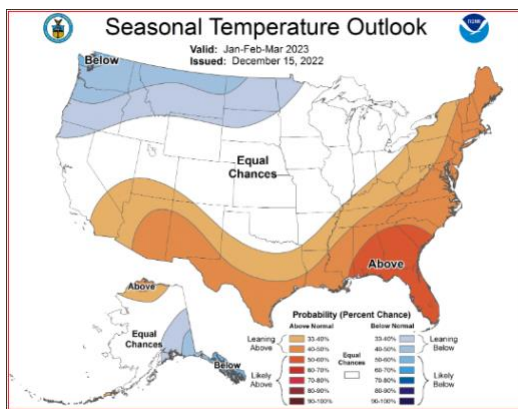 Seasonal Temperature Outlook
Valid: Jan-Feb-Mar 2023
Issued: December 15, 2022
NOAA
Below
Equal
Chances
Above
Above
Equal
Chances
Below
Probability (Percent Chance)
Above Normal Below Normal
Leaning
Above
33-40% 33-40%
40-50% 40-50%
Leaning
Below
50-60% Equal Chances 50-60%
60-70% 60-70%
Likely
Above
70-80% 70-80%
Likely
Below
80-90% 80-90%
90-100% 90-100%